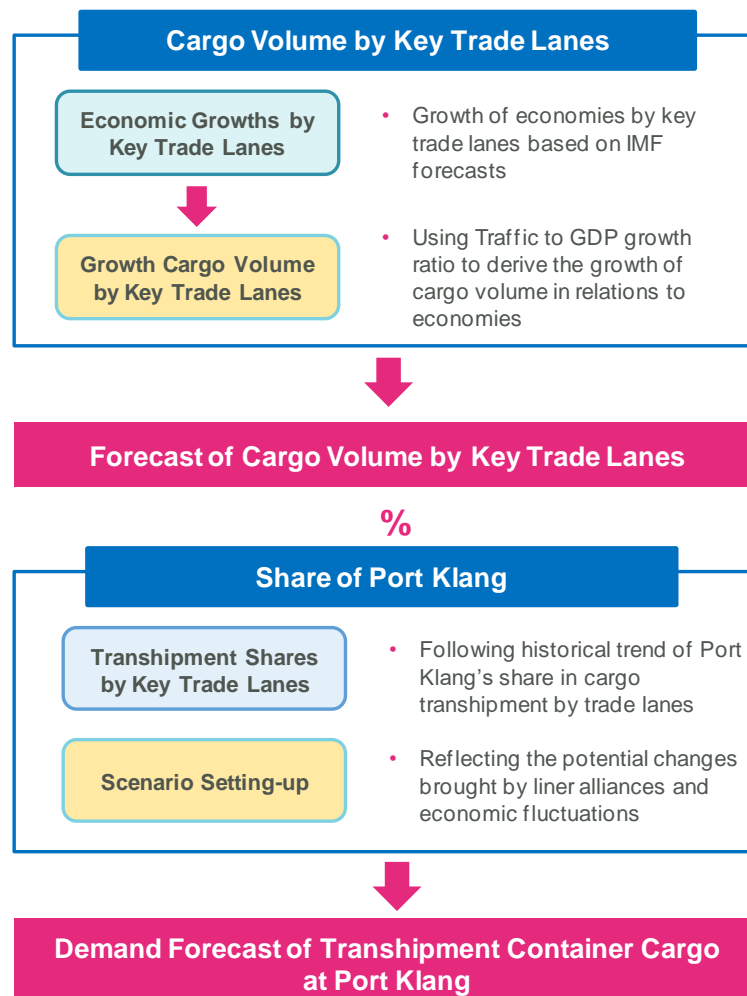 Cargo Volume by Key Trade Lanes
Economic Growths by
Key Trade Lanes
• Growth of economies by key
trade lanes based on IMF
forecasts
Growth Cargo Volume
by Key Trade Lanes
• Using Traffic to GDP growth
ratio to derive the growth of
cargo volume in relations to
economies
Forecast of Cargo Volume by Key Trade Lanes
%
Share of Port Klang
Transhipment Shares
by Key Trade Lanes
• Following historical trend of Port
Klang's share in cargo
transhipment by trade lanes
Scenario Setting-up
• Reflecting the potential changes
brought by liner alliances and
economic fluctuations
Demand Forecast of Transhipment Container Cargo
at Port Klang